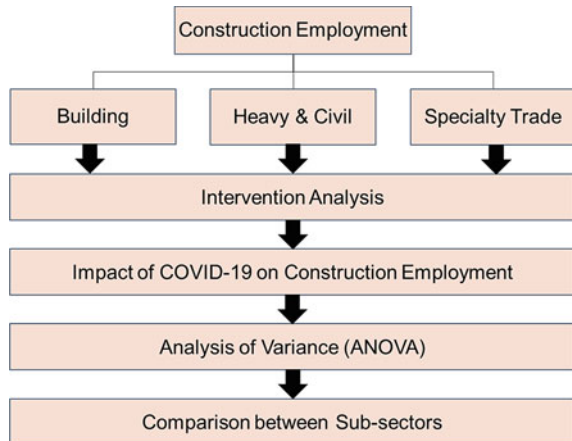 Construction Employment
Building
Heavy & Civil
Specialty Trade
Intervention Analysis
Impact of COVID-19 on Construction Employment
Analysis of Variance (ANOVA)
Comparison between Sub-sectors